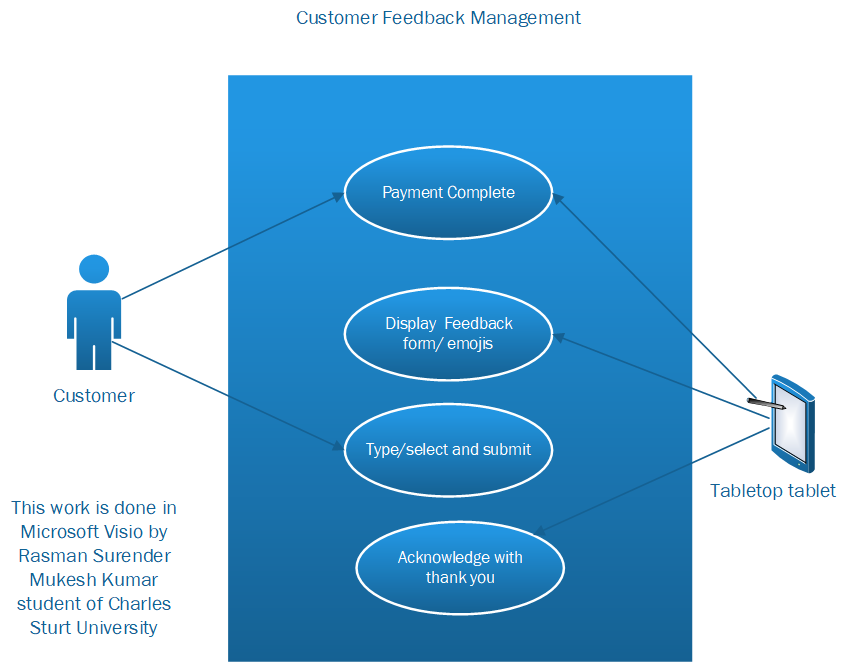 Customer Feedback Management
Payment Complete
Display Feedback
form/ emojis
Customer
Type/select and submit
Tabletop tablet
Acknowledge with
thank you
This work is done in
Microsoft Visio by
Rasman Surender
Mukesh Kumar
student of Charles
Sturt University